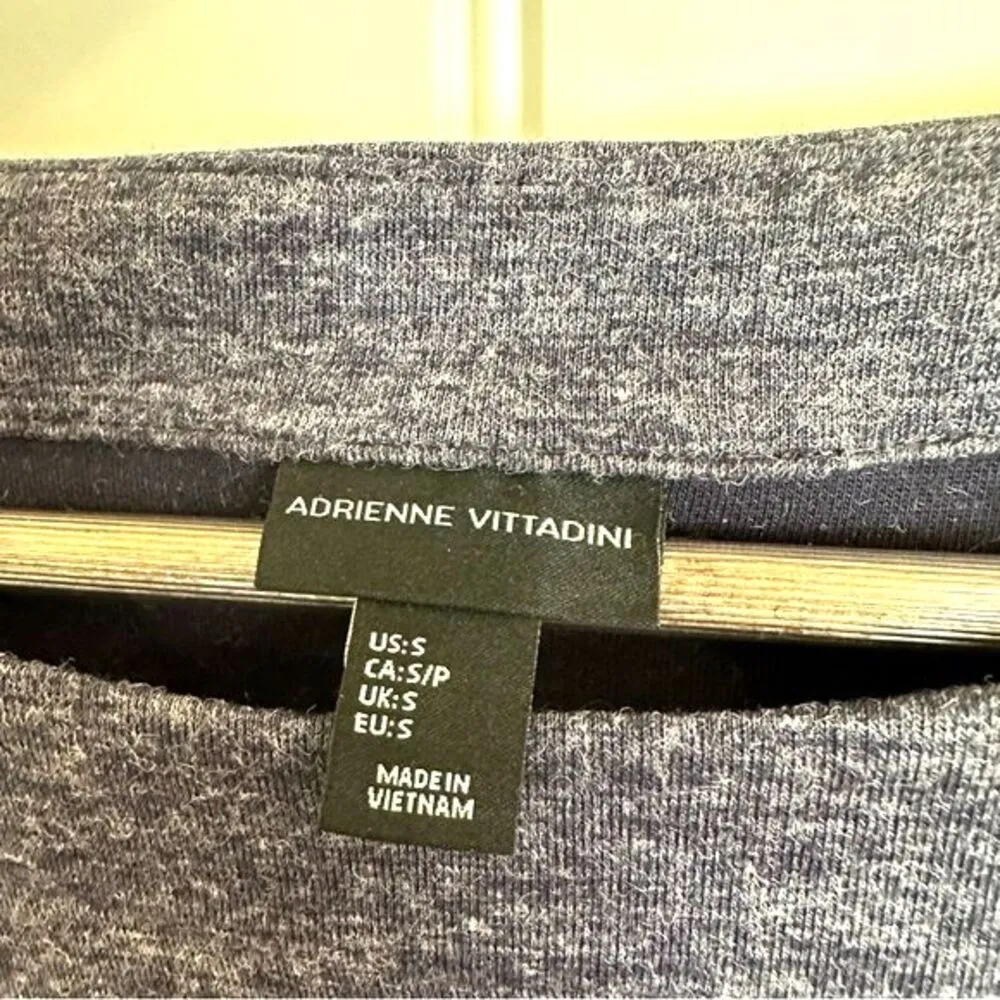 ADRIENNE VITTADINI
US:S
CA:S/P
UK:S
EU:S
MADE IN
VIETNAM